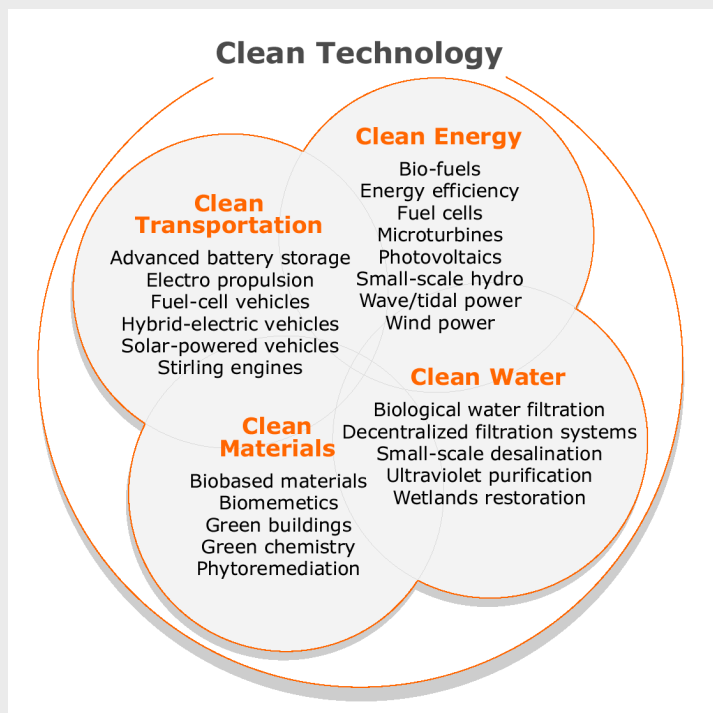 Clean Technology
Clean Energy
Bio-fuels
Energy efficiency
Fuel cells
Microturbines
Photovoltaics
Small-scale hydro
Wave/tidal power
Wind power
Clean
Transportation
Advanced battery storage
Electro propulsion
Fuel-cell vehicles
Hybrid-electric vehicles
Solar-powered vehicles
Stirling engines
Clean Water
Biological water filtration
Decentralized filtration systems
Small-scale desalination
Ultraviolet purification
Wetlands restoration
Clean
Materials
Biobased materials
Biomemetics
Green buildings
Green chemistry
Phytoremediation